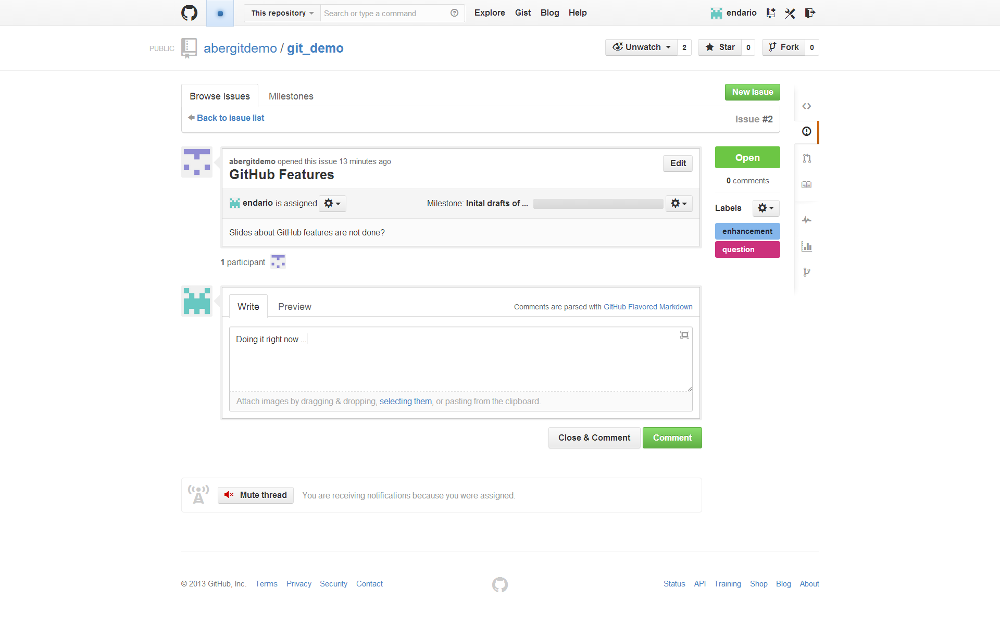 This repository Search or type a command Explore Gist Blog Help endario
PUBLIC abergitdemo / git_demo Unwatch 2 Star 0 Fork 0
Browse Issues Milestones New Issue
Back to issue list Issue #2
abergitdemo opened this issue 13 minutes ago
GitHub Features
Edit
Open
0 comments
endario is assigned Milestone: Inital drafts of ...
Labels
enhancement
question
Slides about GitHub features are not done?
1 participant
Write Preview Comments are parsed with GitHub Flavored Markdown
Doing it right now ...
Attach images by dragging & dropping, selecting them, or pasting from the clipboard.
Close & Comment Comment
Mute thread You are receiving notifications because you were assigned.
© 2013 GitHub, Inc. Terms Privacy Security Contact Status API Training Shop Blog About